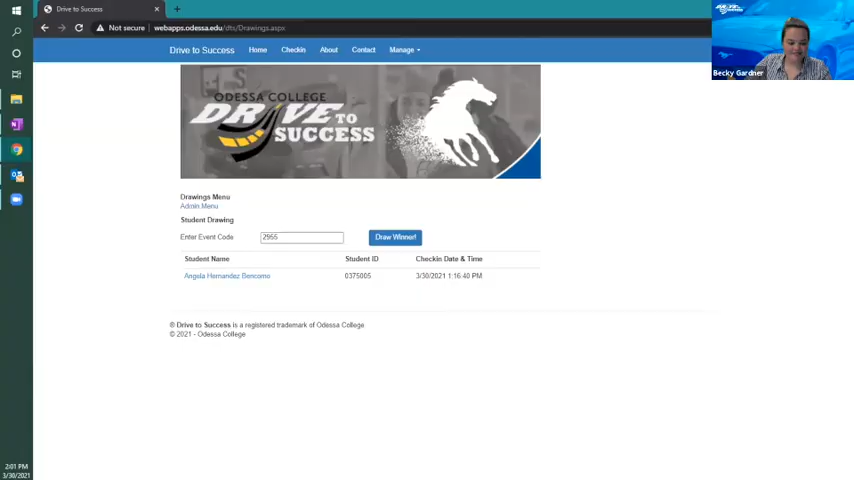 Drive to Success
Not secure webapps.odessa.edu/dts/Drawings.aspx
Drive to Success Home Checkin About Contact Manage
DRIVE TO SUCCESS
Becky Gardner
ODESSA COLLEGE
DRIVE TO
SUCCESS
Drawings Menu
Admin Menu
Student Drawing
Enter Event Code 2955 Draw Winner!
Student Name Student ID Checkin Date & Time
Angela Hernandez Bencomo 0375005 3/30/2021 1:16:40 PM
® Drive to Success is a registered trademark of Odessa College
© 2021 - Odessa College
2:01 PM
3/30/2021